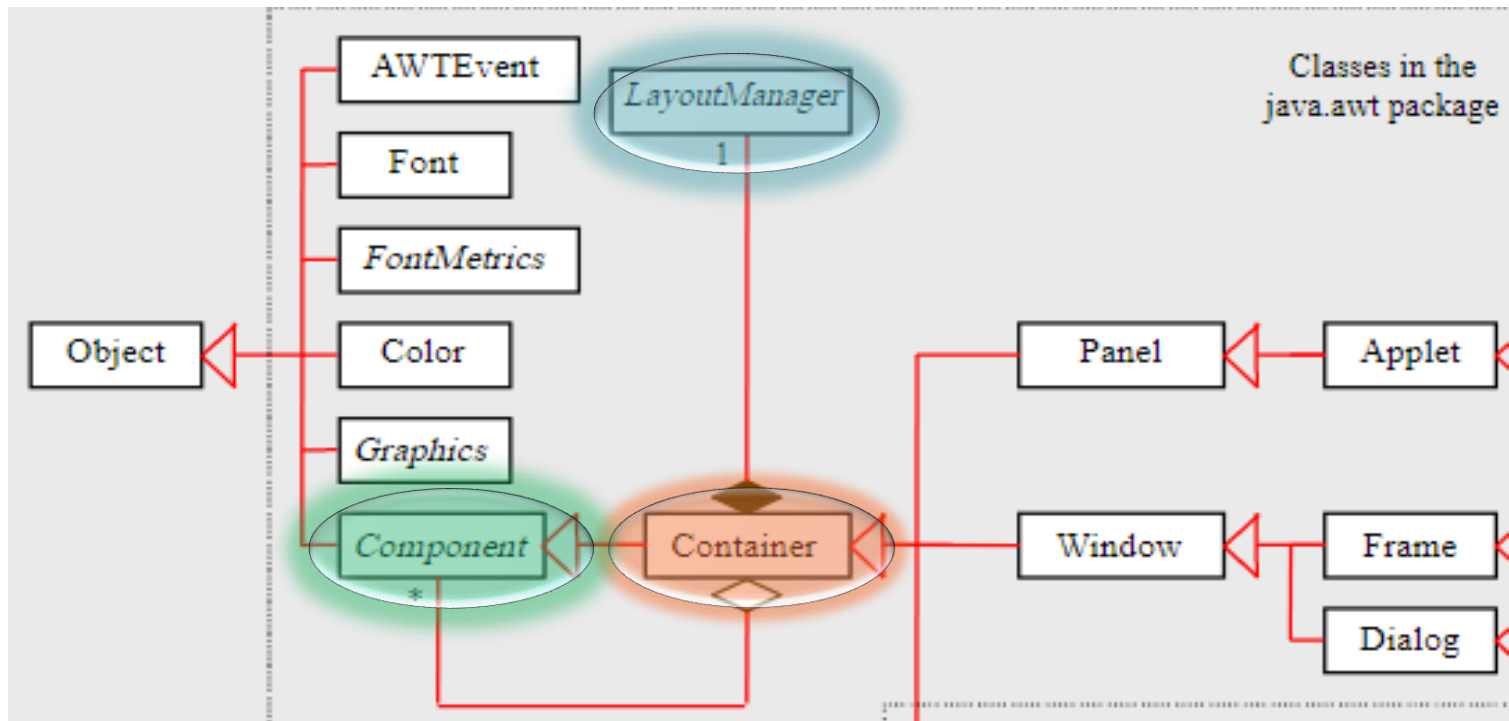 AWTEvent
LayoutManager
Classes in the
java.awt package
1
Font
FontMetrics
Object
Color
Panel
Applet
Graphics
Component
Container
Window
Frame
*
Dialog